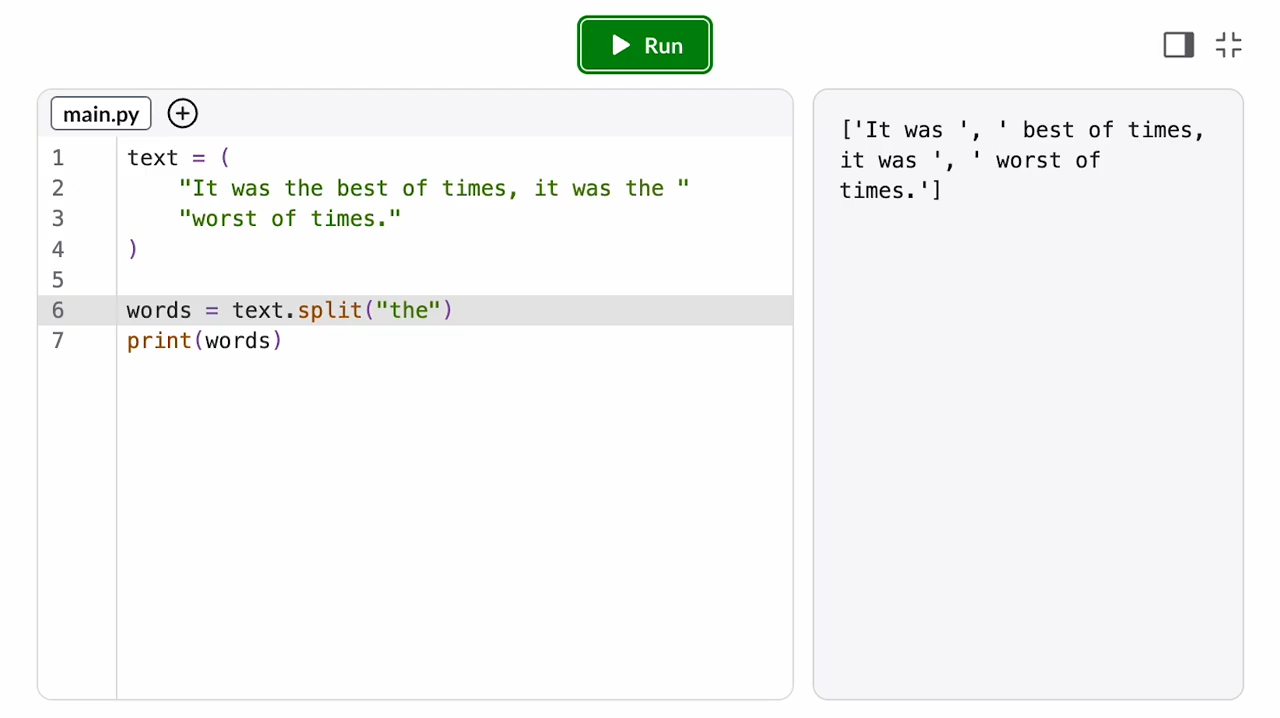 Run
main.py
1 text = (
2     "It was the best of times, it was the "
3     "worst of times."
4 )
5
6 words = text.split("the")
7 print(words)
['It was ', ' best of times,
it was ', ' worst of
times.']